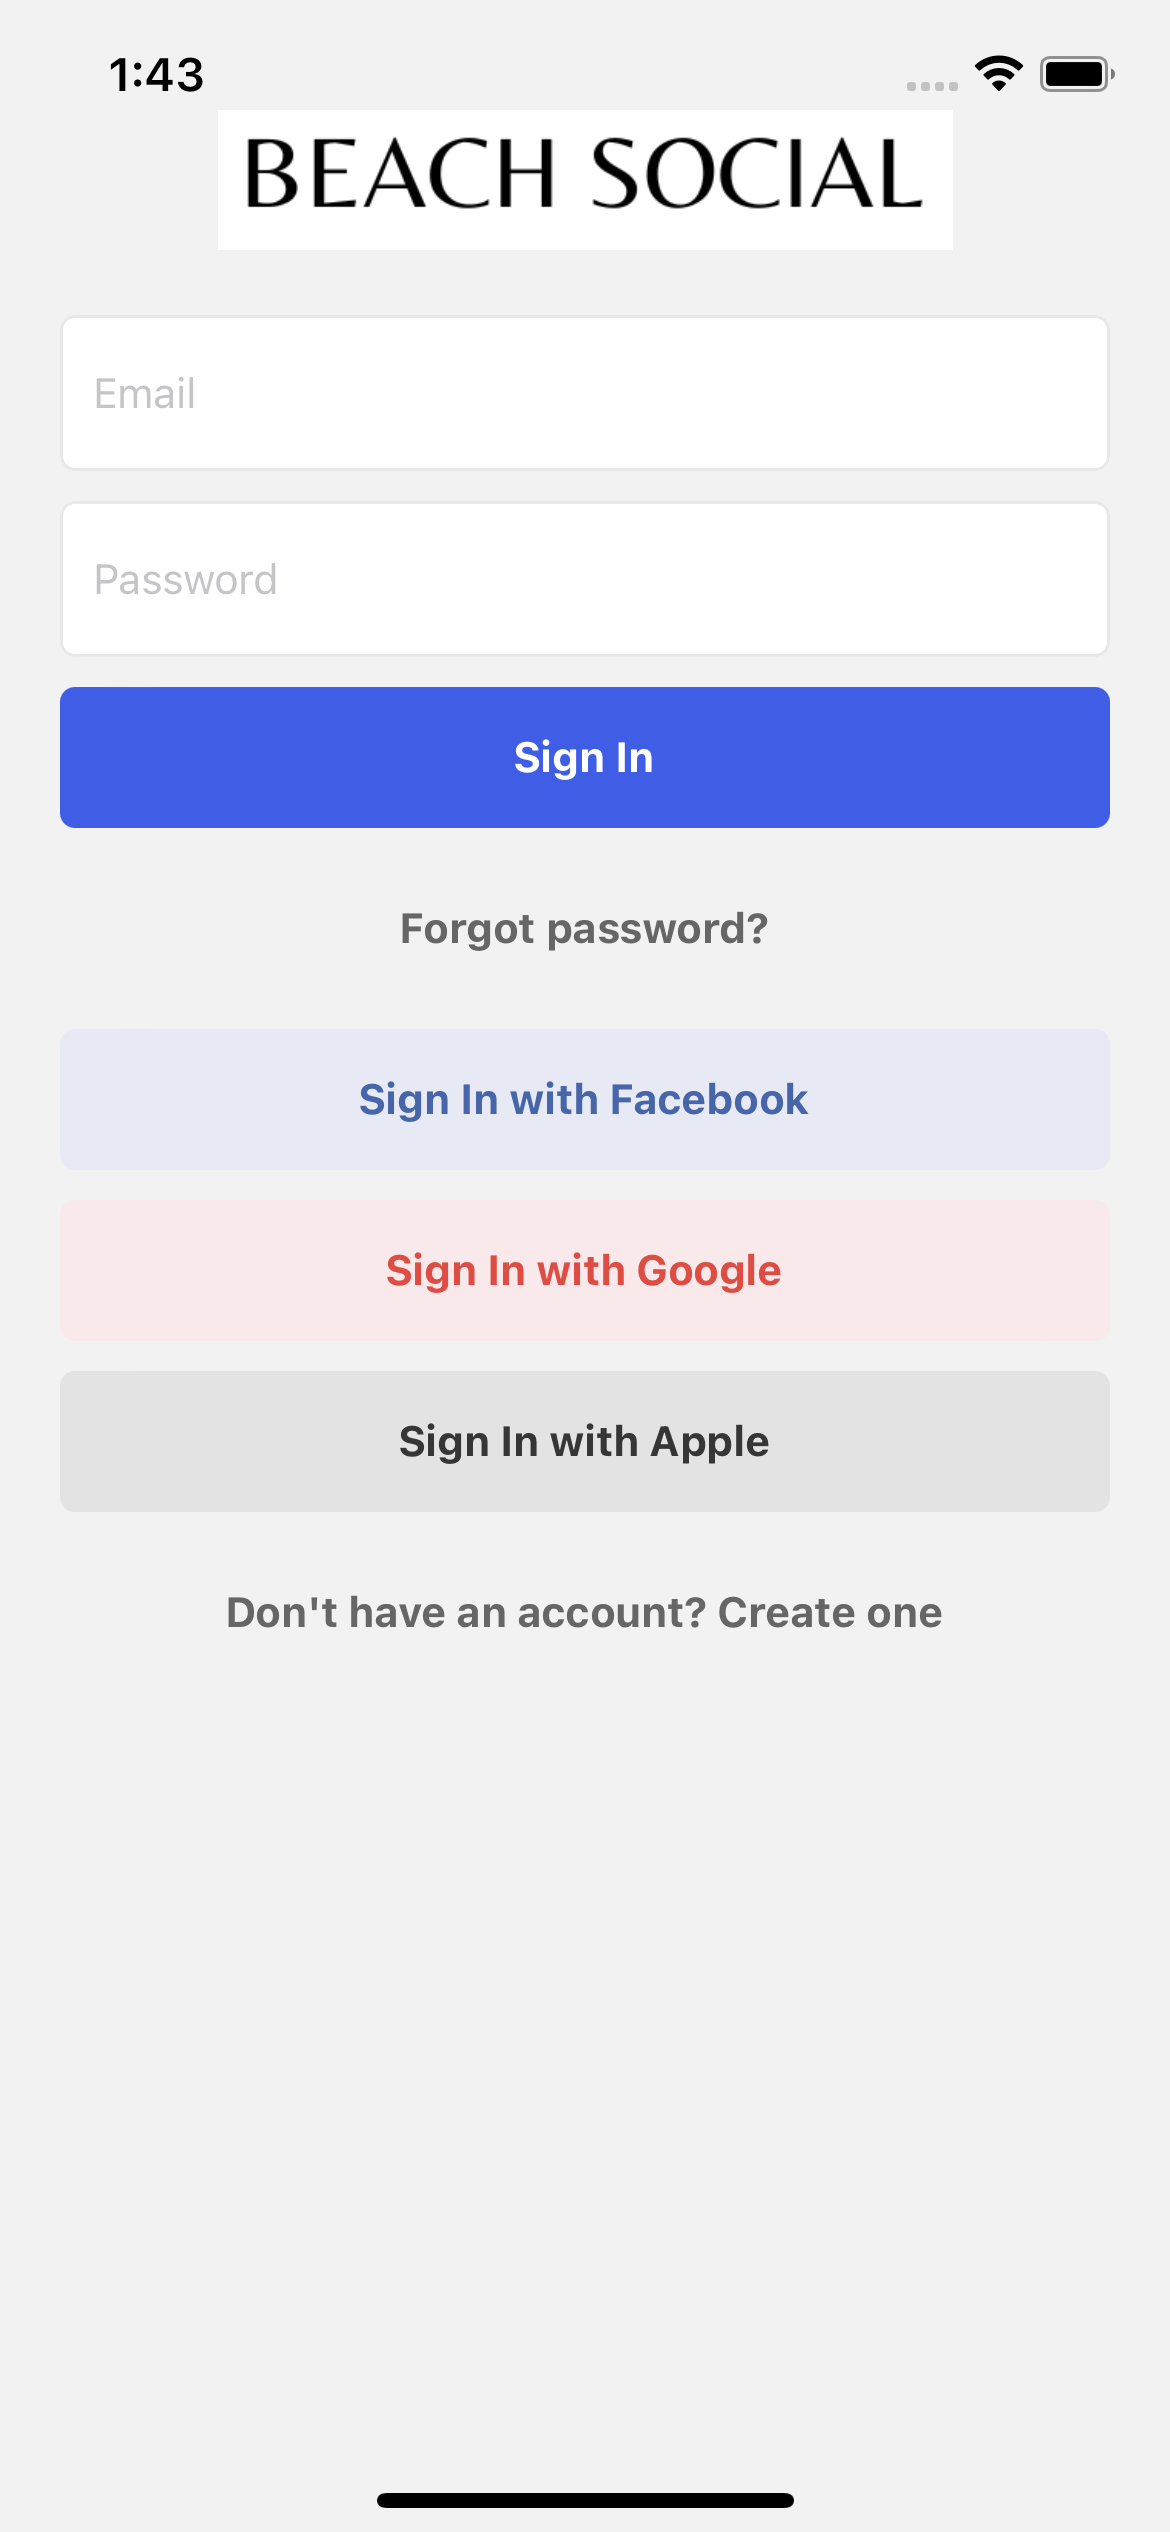 1:43
BEACH SOCIAL
Email
Password
Sign In
Forgot password?
Sign In with Facebook
Sign In with Google
Sign In with Apple
Don't have an account? Create one